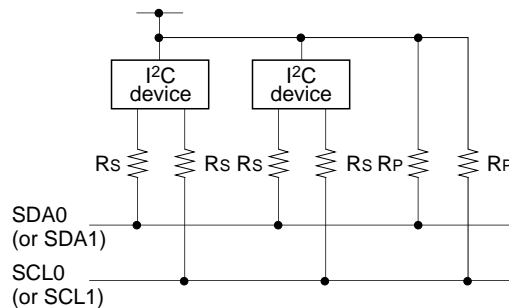 I²C
device
I²C
device
Rs Rs Rs Rs RP RP
SDA0
(or SDA1)
SCL0
(or SCL1)